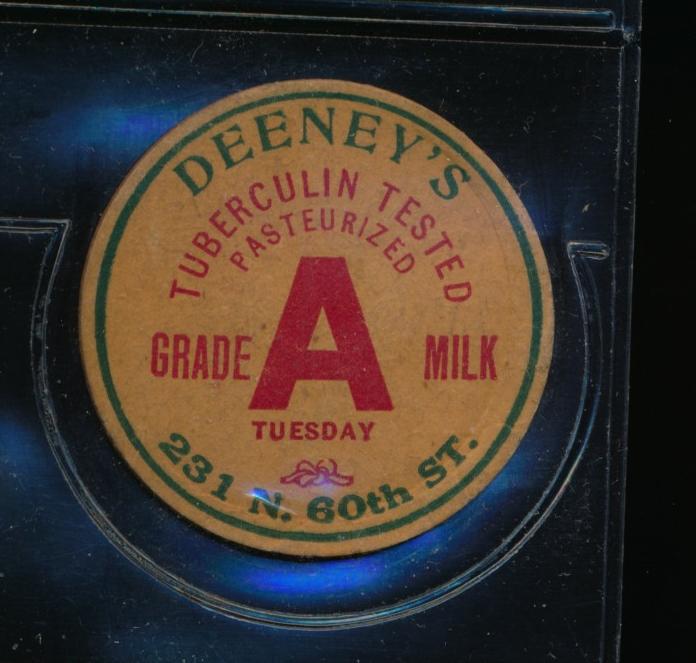 DEENEY'S
TUBERCULIN TESTED
PASTEURIZED
GRADE A MILK
TUESDAY
231 N. 60th ST.